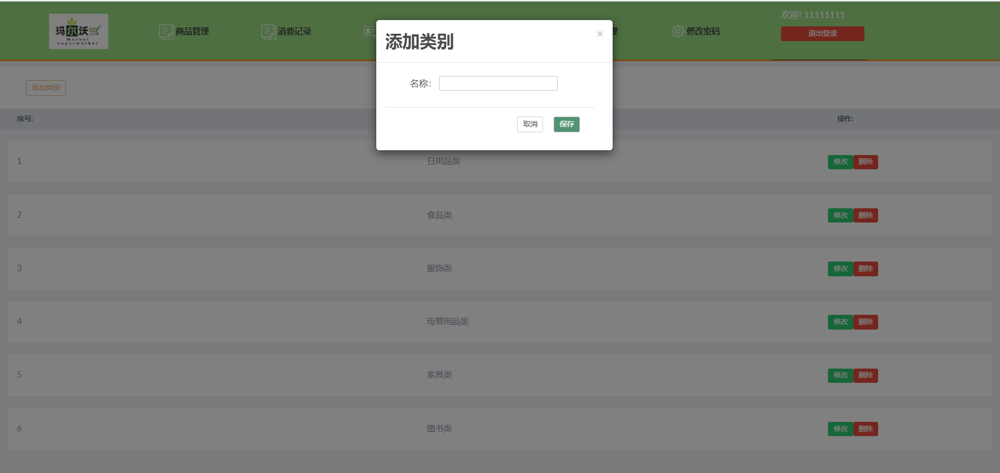 玛尔沃
Marvel
supermarket
商品管理
消费记录
理
修改密码
欢迎! 11111111
退出登录
添加类别
×
名称：
取消
保存
添加类别
序号:
操作:
1 日用品类 修改 删除
2 食品类 修改 删除
3 服饰类 修改 删除
4 母婴用品类 修改 删除
5 家具类 修改 删除
6 图书类 修改 删除